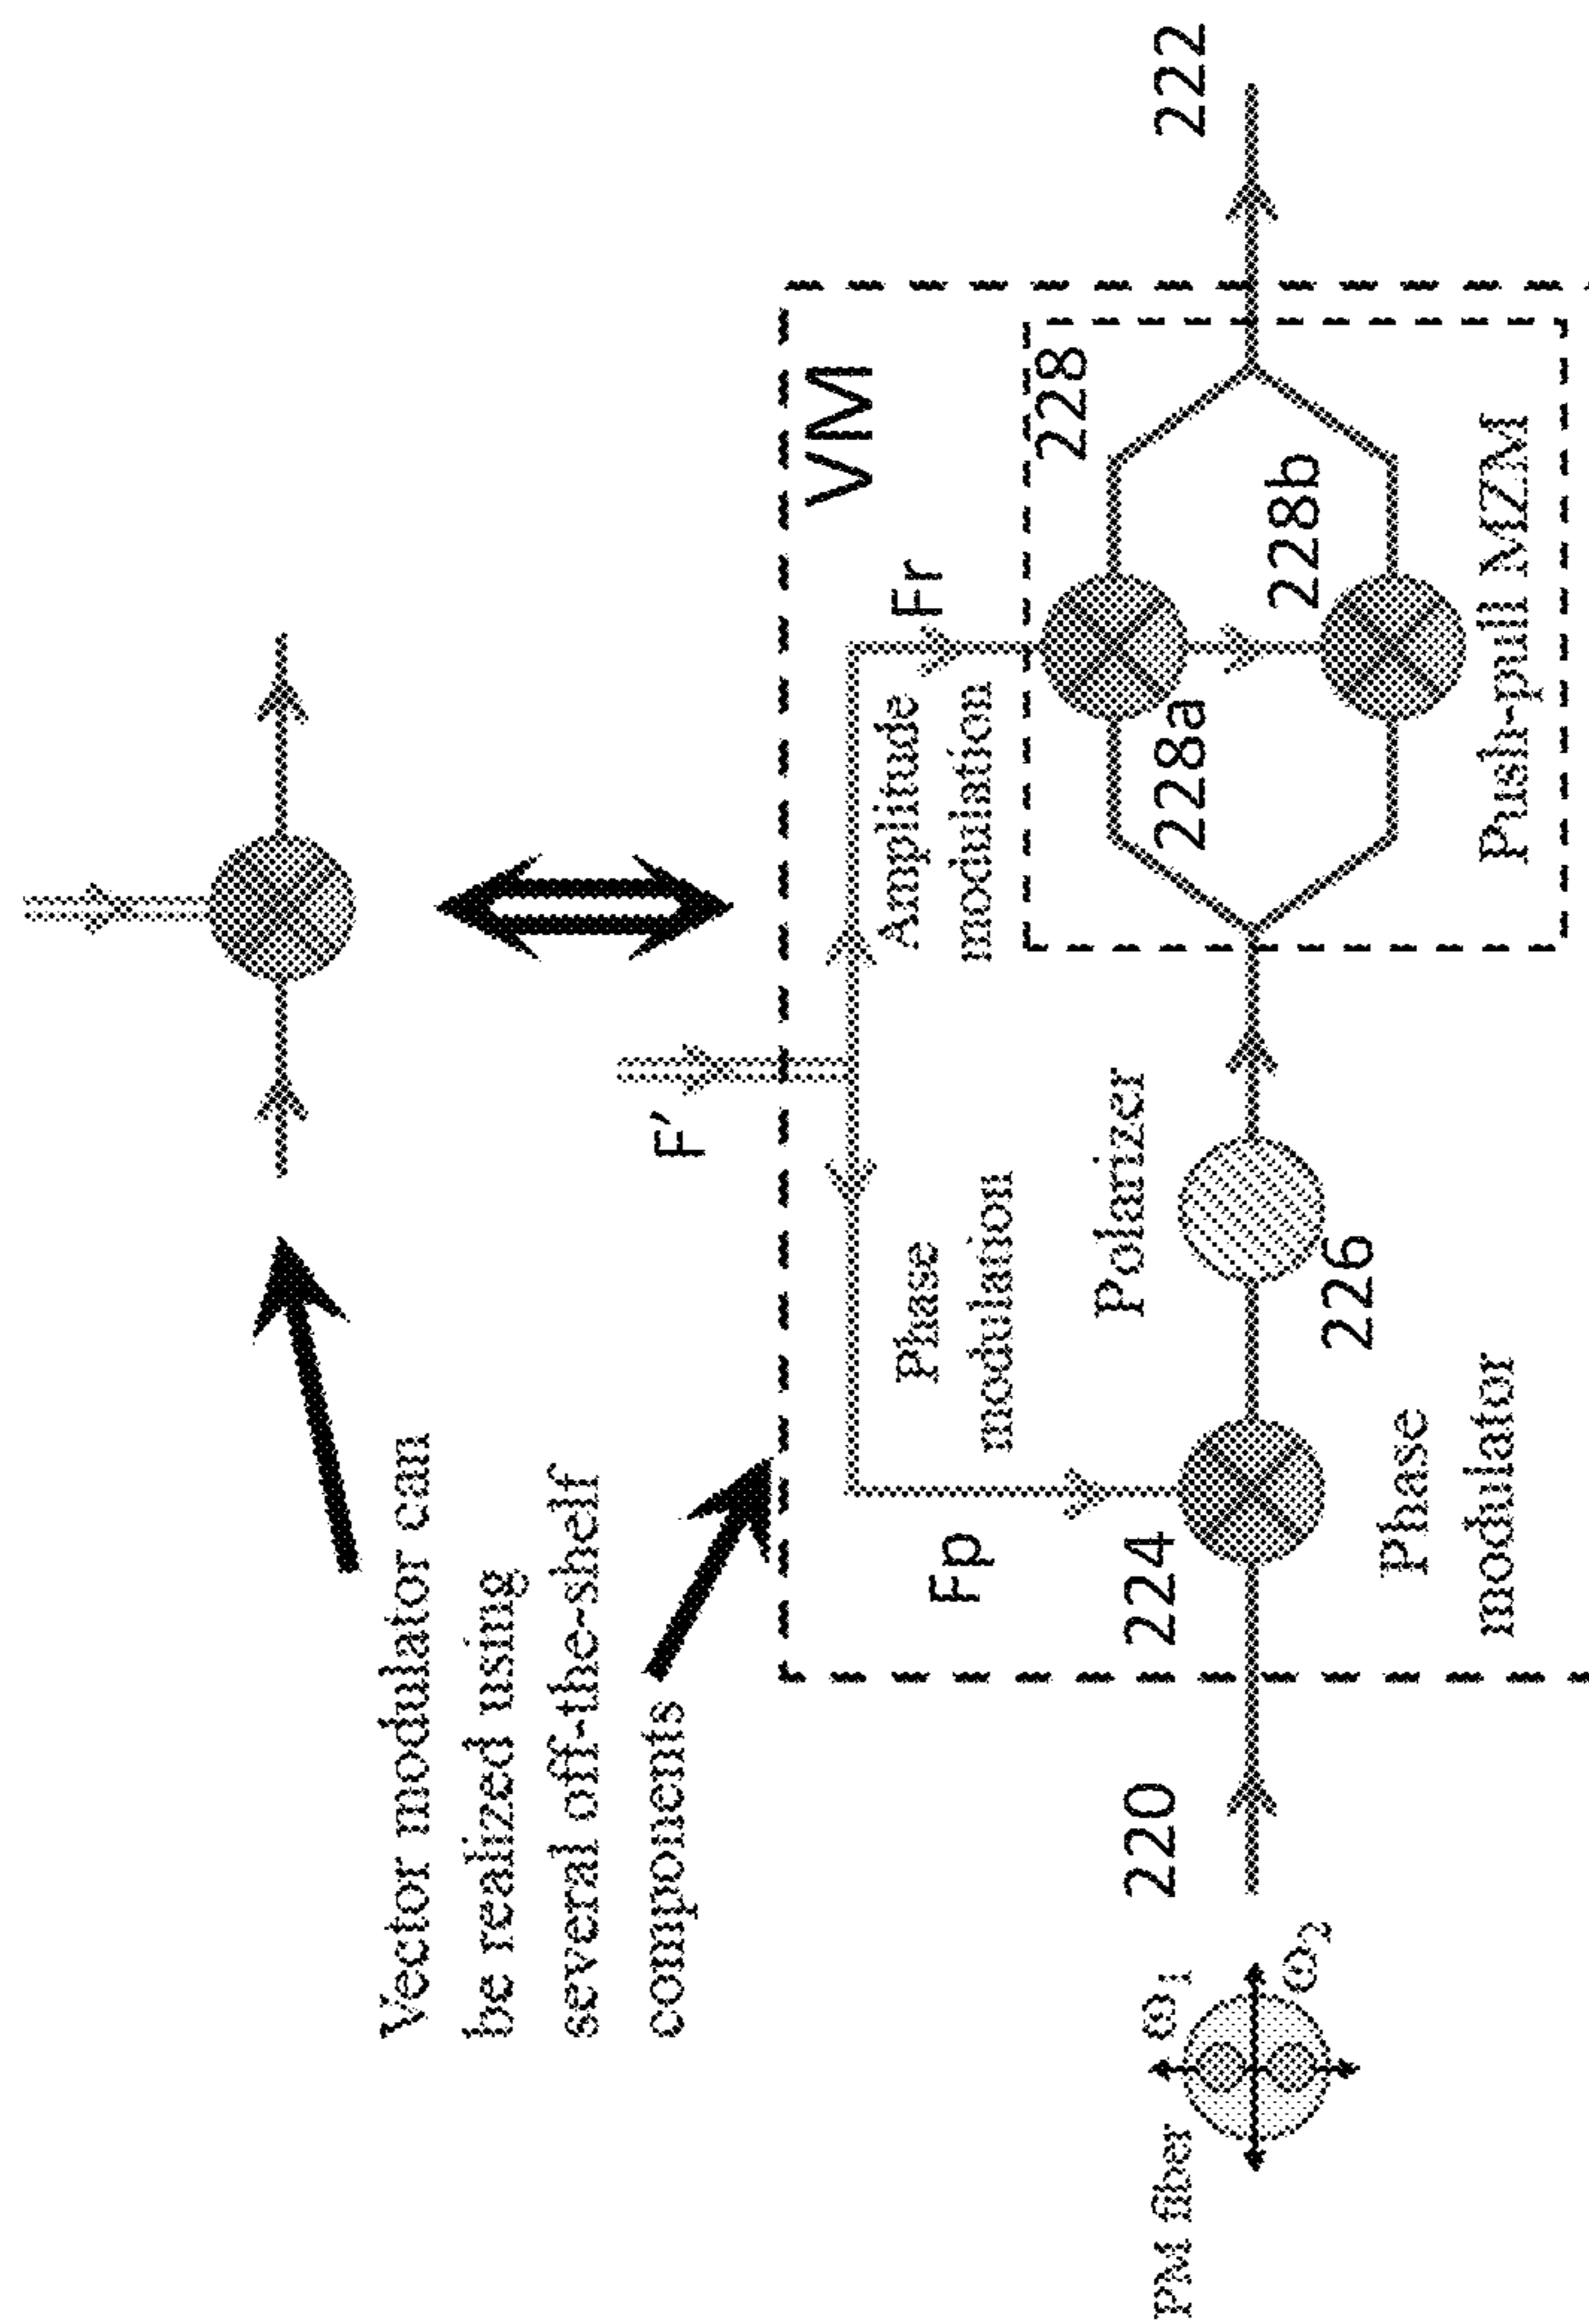 Vector modulator can
be realized using
several off-the-shelf
components
F'
VM
Fp
Phase
modulation
Amplitude
modulation
Fr
PM fiber
ω1
ω2
220
224
Phase
modulator
Polarizer
226
228
228a
228b
Push-pull MZM
222